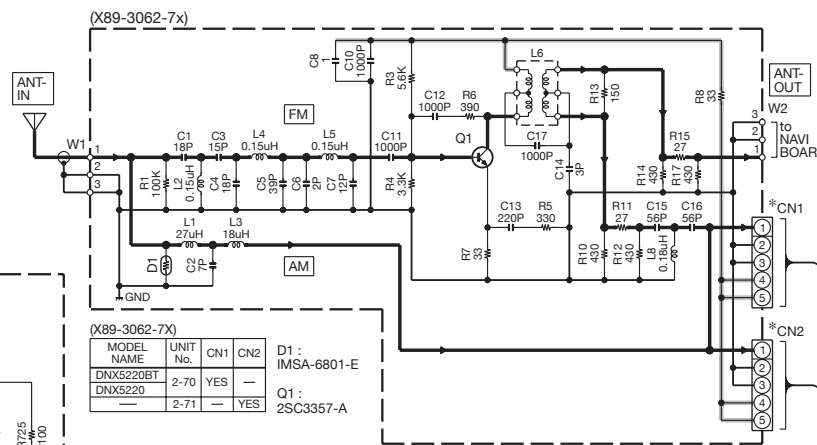 (X89-3062-7x)
ANT-
IN
W1
1
2
3
FM
AM
GND
R1
100K
C1
18P
L2
0.15uH
C3
15P
C4
18P
L4
0.15uH
C5
39P
C6
2P
L5
0.15uH
C7
12P
C11
1000P
C8
1
C10
1000P
R3
5.6K
R4
3.3K
C12
1000P
R6
390
Q1
L6
C17
1000P
C14
3P
C13
220P
R5
330
R7
33
R13
150
R10
430
R11
27
R12
430
C15
56P
L8
0.18uH
C16
56P
R14
430
R15
27
R17
430
R8
33
L1
27uH
L3
18uH
D1
C2
7P
ANT-
OUT
W2
3
2
1
to
NAVI
BOAR
*CN1
1
2
3
4
5
*CN2
1
2
3
4
5
(X89-3062-7X)
MODEL NAME UNIT No. CN1 CN2
DNX5220BT 2-70 YES —
DNX5220
— 2-71 — YES
D1 :
IMSA-6801-E
Q1 :
2SC3357-A
R725
100